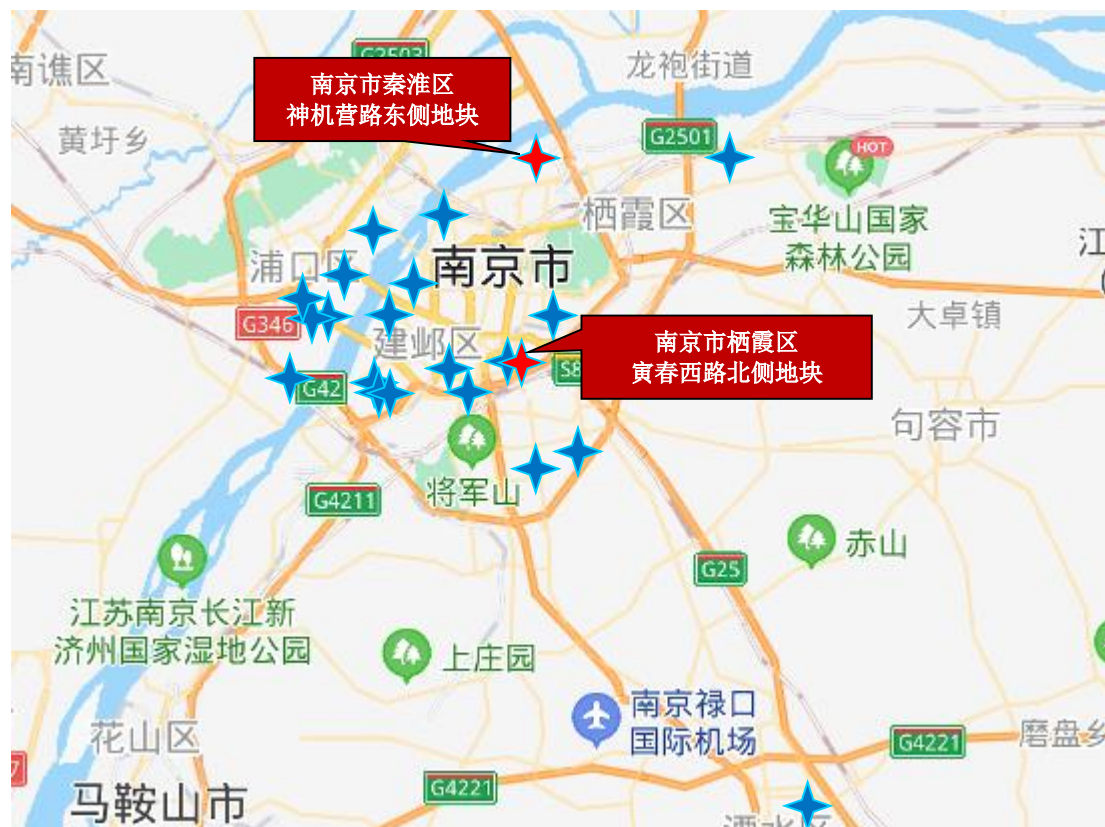 G2503
南谯区
龙袍街道
南京市秦淮区
神机营路东侧地块
黄圩乡
G2501
HOT
栖霞区
宝华山国家
森林公园
江
浦口区
南京市
大卓镇
G346
建邺区
南京市栖霞区
寅春西路北侧地块
S8
G42
句容市
将军山
G4211
赤山
G25
江苏南京长江新
济州国家湿地公园
上庄园
南京禄口
国际机场
花山区
G4221
磨盘乡
7
G4221
马鞍山市
溧水区